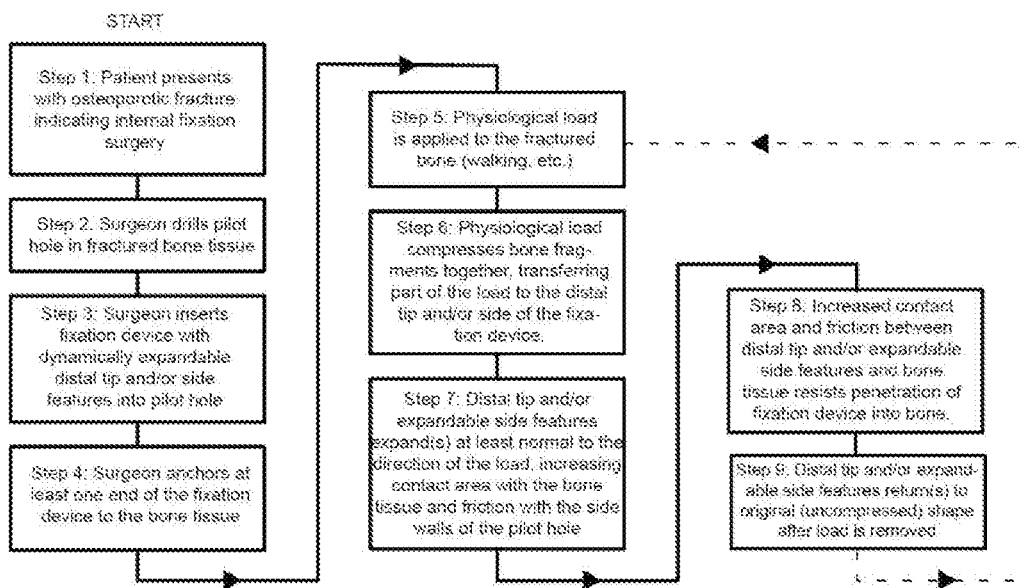 START
Step 1: Patient presents
with osteoporotic fracture
indicating internal fixation
surgery
Step 2. Surgeon drills pilot
hole in fractured bone tissue
Step 3: Surgeon inserts
fixation device with
dynamically expandable
distal tip and/or side
features into pilot hole
Step 4: Surgeon anchors at
least one end of the fixation
device to the bone tissue
Step 5: Physiological load
is applied to the fractured
bone (walking, etc.)
Step 6: Physiological load
compresses bone frag-
ments together, transferring
part of the load to the distal
tip and/or side of the fixa-
tion device.
Step 7: Distal tip and/or
expandable side features
expand(s) at least normal to the
direction of the load, increasing
contact area with the bone
tissue and friction with the side
walls of the pilot hole
Step 8: Increased contact
area and friction between
distal tip and/or expandable
side features and bone
tissue resists penetration of
fixation device into bone.
Step 9: Distal tip and/or expand-
able side features return(s) to
original (uncompressed) shape
after load is removed